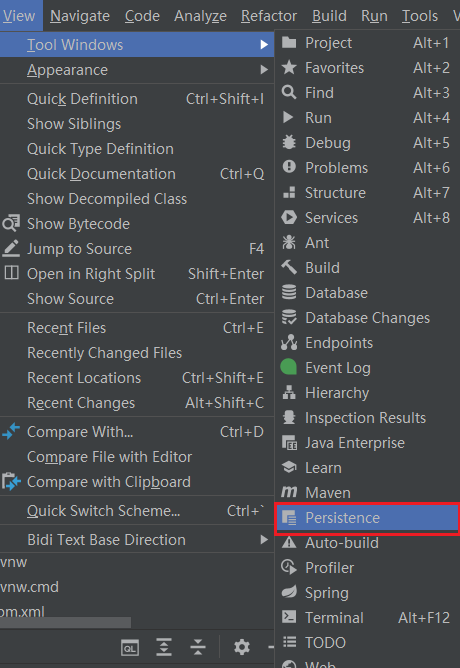 View Navigate Code Analyze Refactor Build Run Tools
Tool Windows
Appearance
Quick Definition Ctrl+Shift+I
Show Siblings
Quick Type Definition
Quick Documentation Ctrl+Q
Show Decompiled Class
Show Bytecode
Jump to Source F4
Open in Right Split Shift+Enter
Show Source Ctrl+Enter
Recent Files Ctrl+E
Recently Changed Files
Recent Locations Ctrl+Shift+E
Recent Changes Alt+Shift+C
Compare With... Ctrl+D
Compare File with Editor
Compare with Clipboard
Quick Switch Scheme... Ctrl+`
Bidi Text Base Direction
vnw
vnw.cmd
om.xml
QL
Project Alt+1
Favorites Alt+2
Find Alt+3
Run Alt+4
Debug Alt+5
Problems Alt+6
Structure Alt+7
Services Alt+8
Ant
Build
Database
Database Changes
Endpoints
Event Log
Hierarchy
Inspection Results
Java Enterprise
Learn
Maven
Persistence
Auto-build
Profiler
Spring
Terminal Alt+F12
TODO
Web